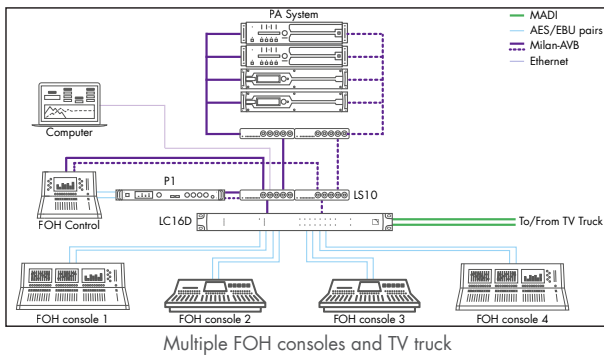 PA System
MADI
AES/EBU pairs
Milan-AVB
Ethernet
Computer
P1
LS10
FOH Control
LC16D
To/From TV Truck
FOH console 1
FOH console 2
FOH console 3
FOH console 4
Multiple FOH consoles and TV truck